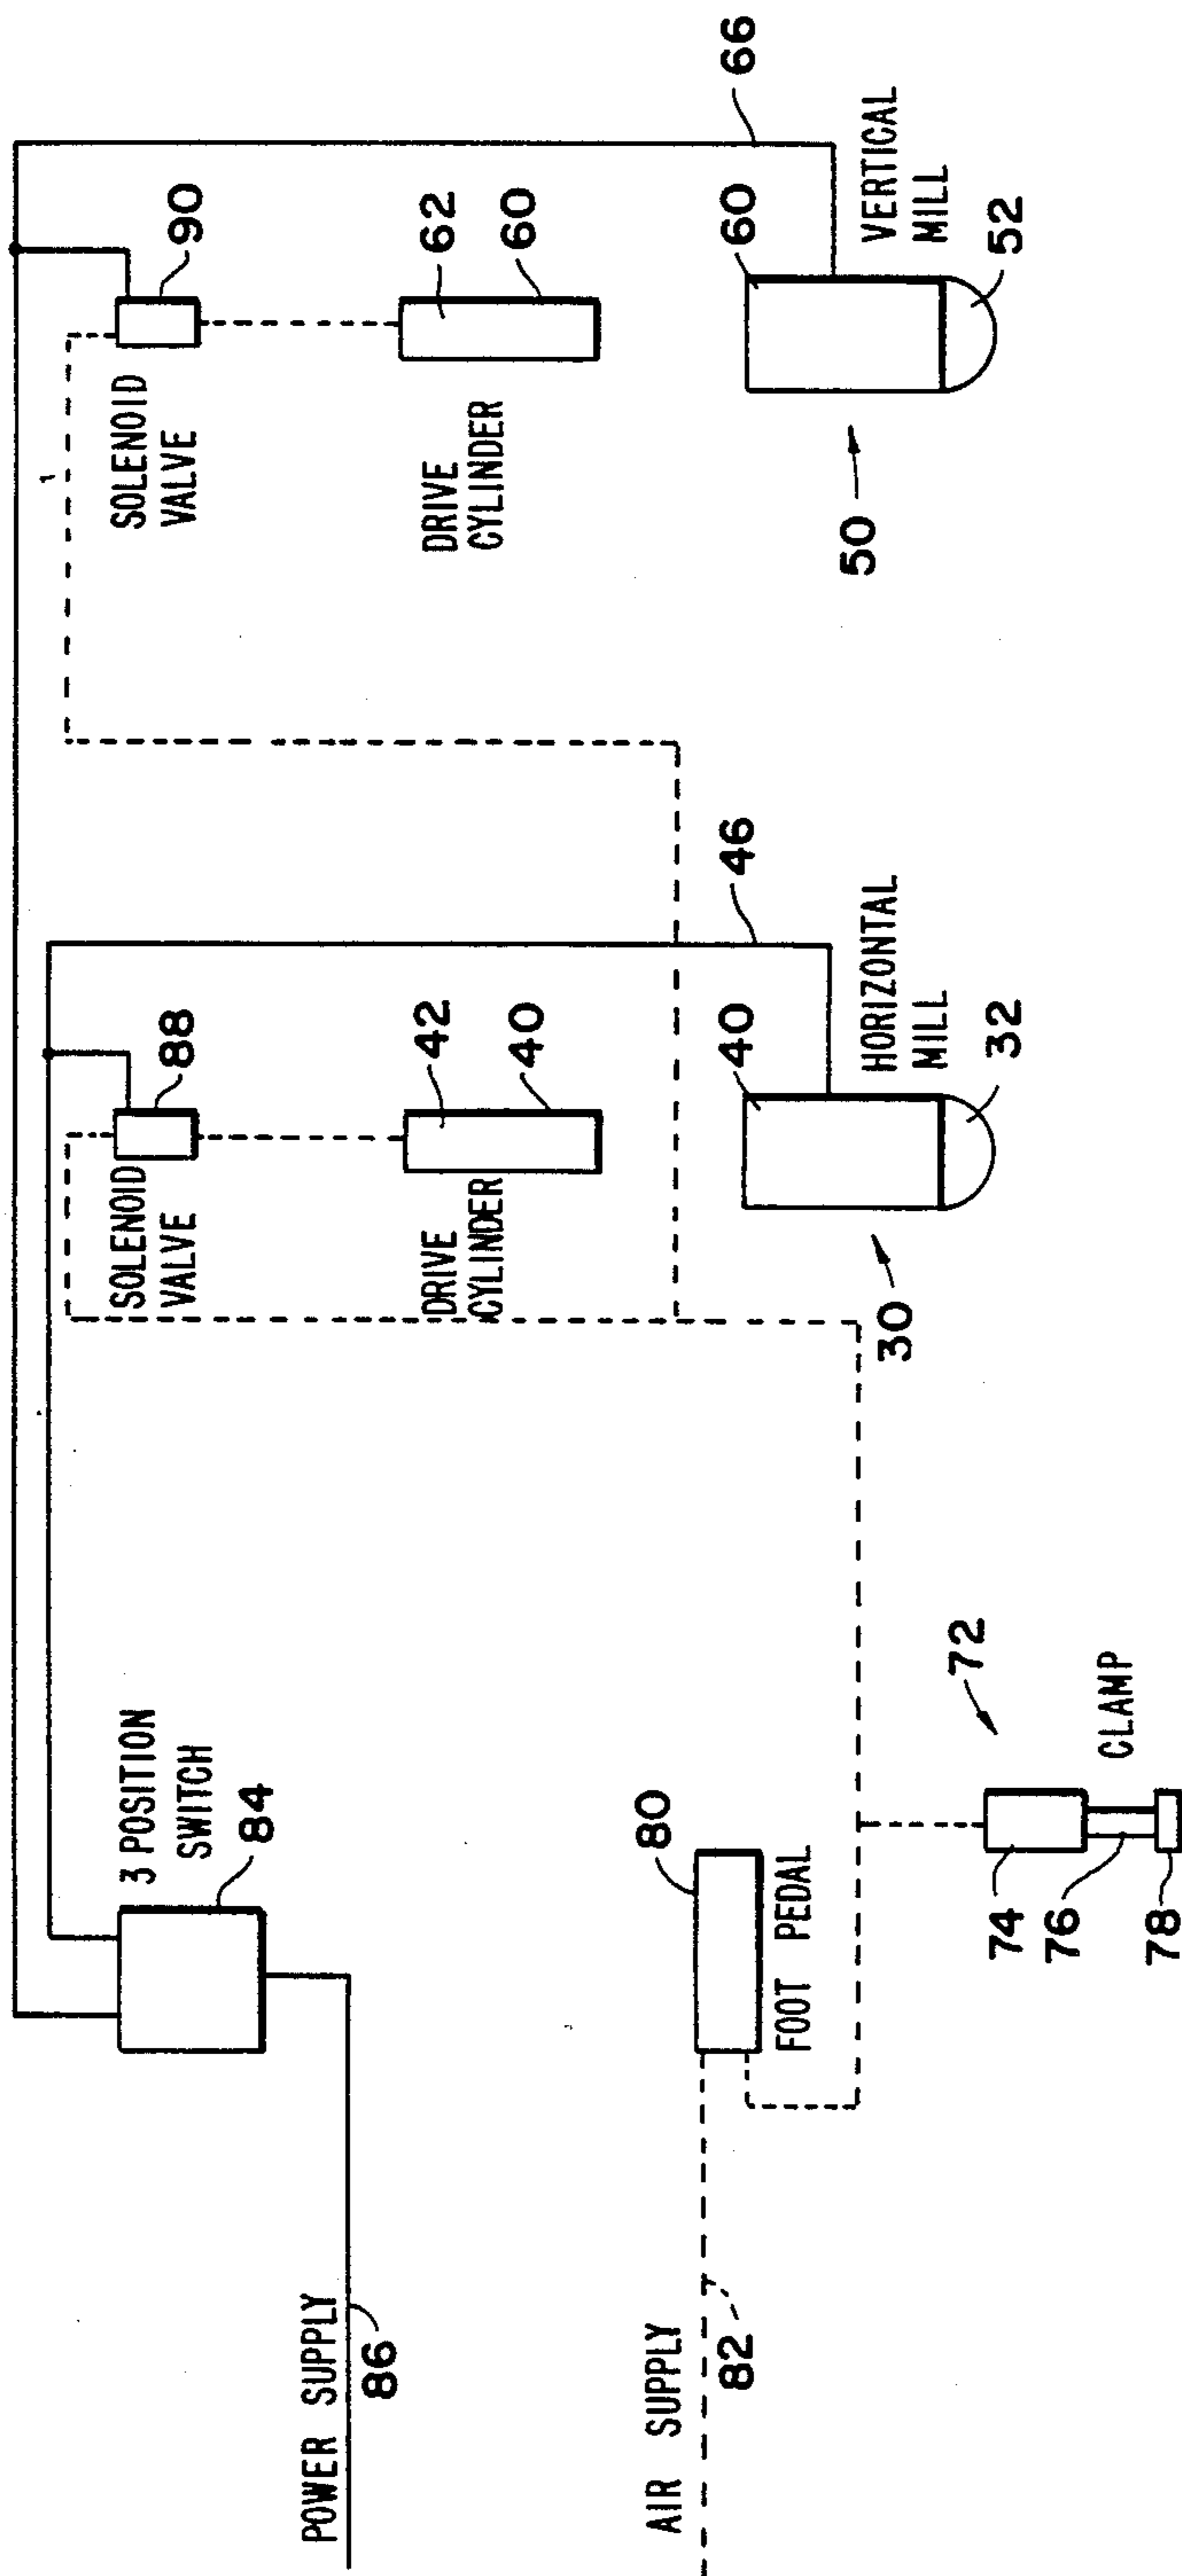 POWER SUPPLY
86
3 POSITION
SWITCH
84
SOLENOID
VALVE
88
SOLENOID
VALVE
90
DRIVE
CYLINDER
42
40
DRIVE
CYLINDER
62
60
AIR SUPPLY
82
80
FOOT PEDAL
72
74
76
78
CLAMP
30
40
46
HORIZONTAL
MILL
32
50
60
66
VERTICAL
MILL
52